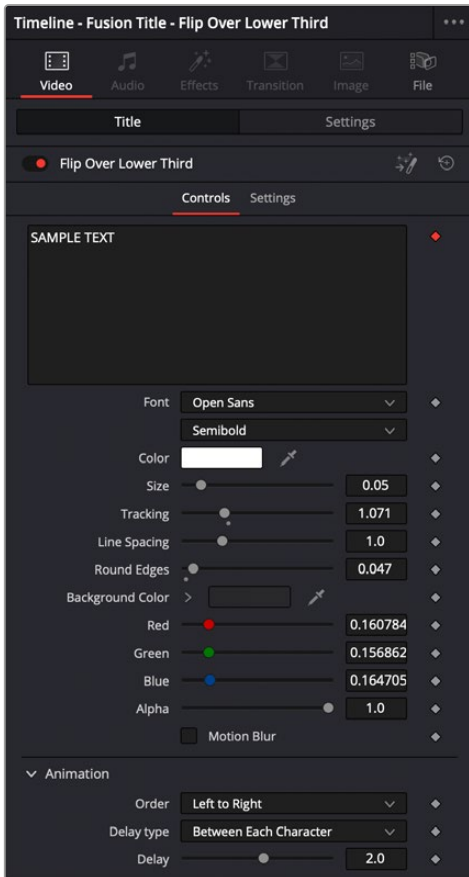 Timeline - Fusion Title - Flip Over Lower Third
Video Audio Effects Transition Image File
Title Settings
Flip Over Lower Third
Controls Settings
SAMPLE TEXT
Font Open Sans
Semibold
Color
Size 0.05
Tracking 1.071
Line Spacing 1.0
Round Edges 0.047
Background Color
Red 0.160784
Green 0.156862
Blue 0.164705
Alpha 1.0
Motion Blur
Animation
Order Left to Right
Delay type Between Each Character
Delay 2.0